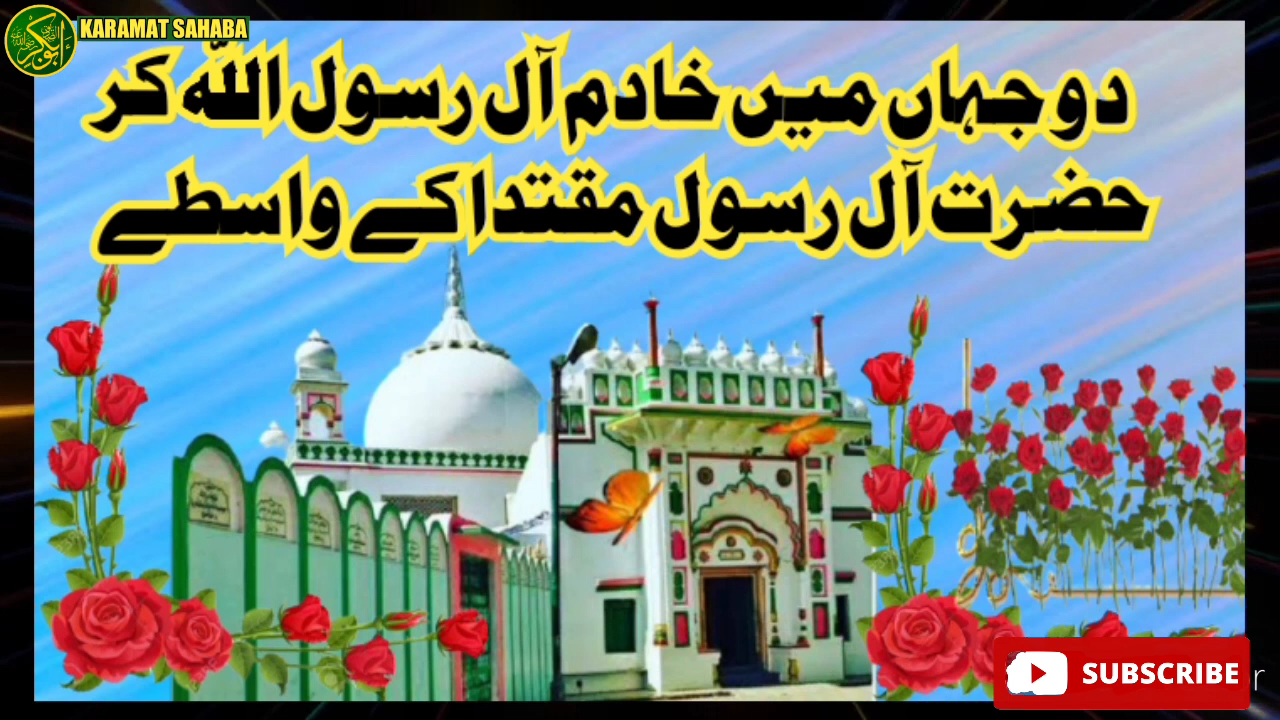 KARAMAT SAHABA
دو جہاں میں خادم آل رسول اللہ کر
حضرت آل رسول مقتدا کے واسطے
SUBSCRIBE
r